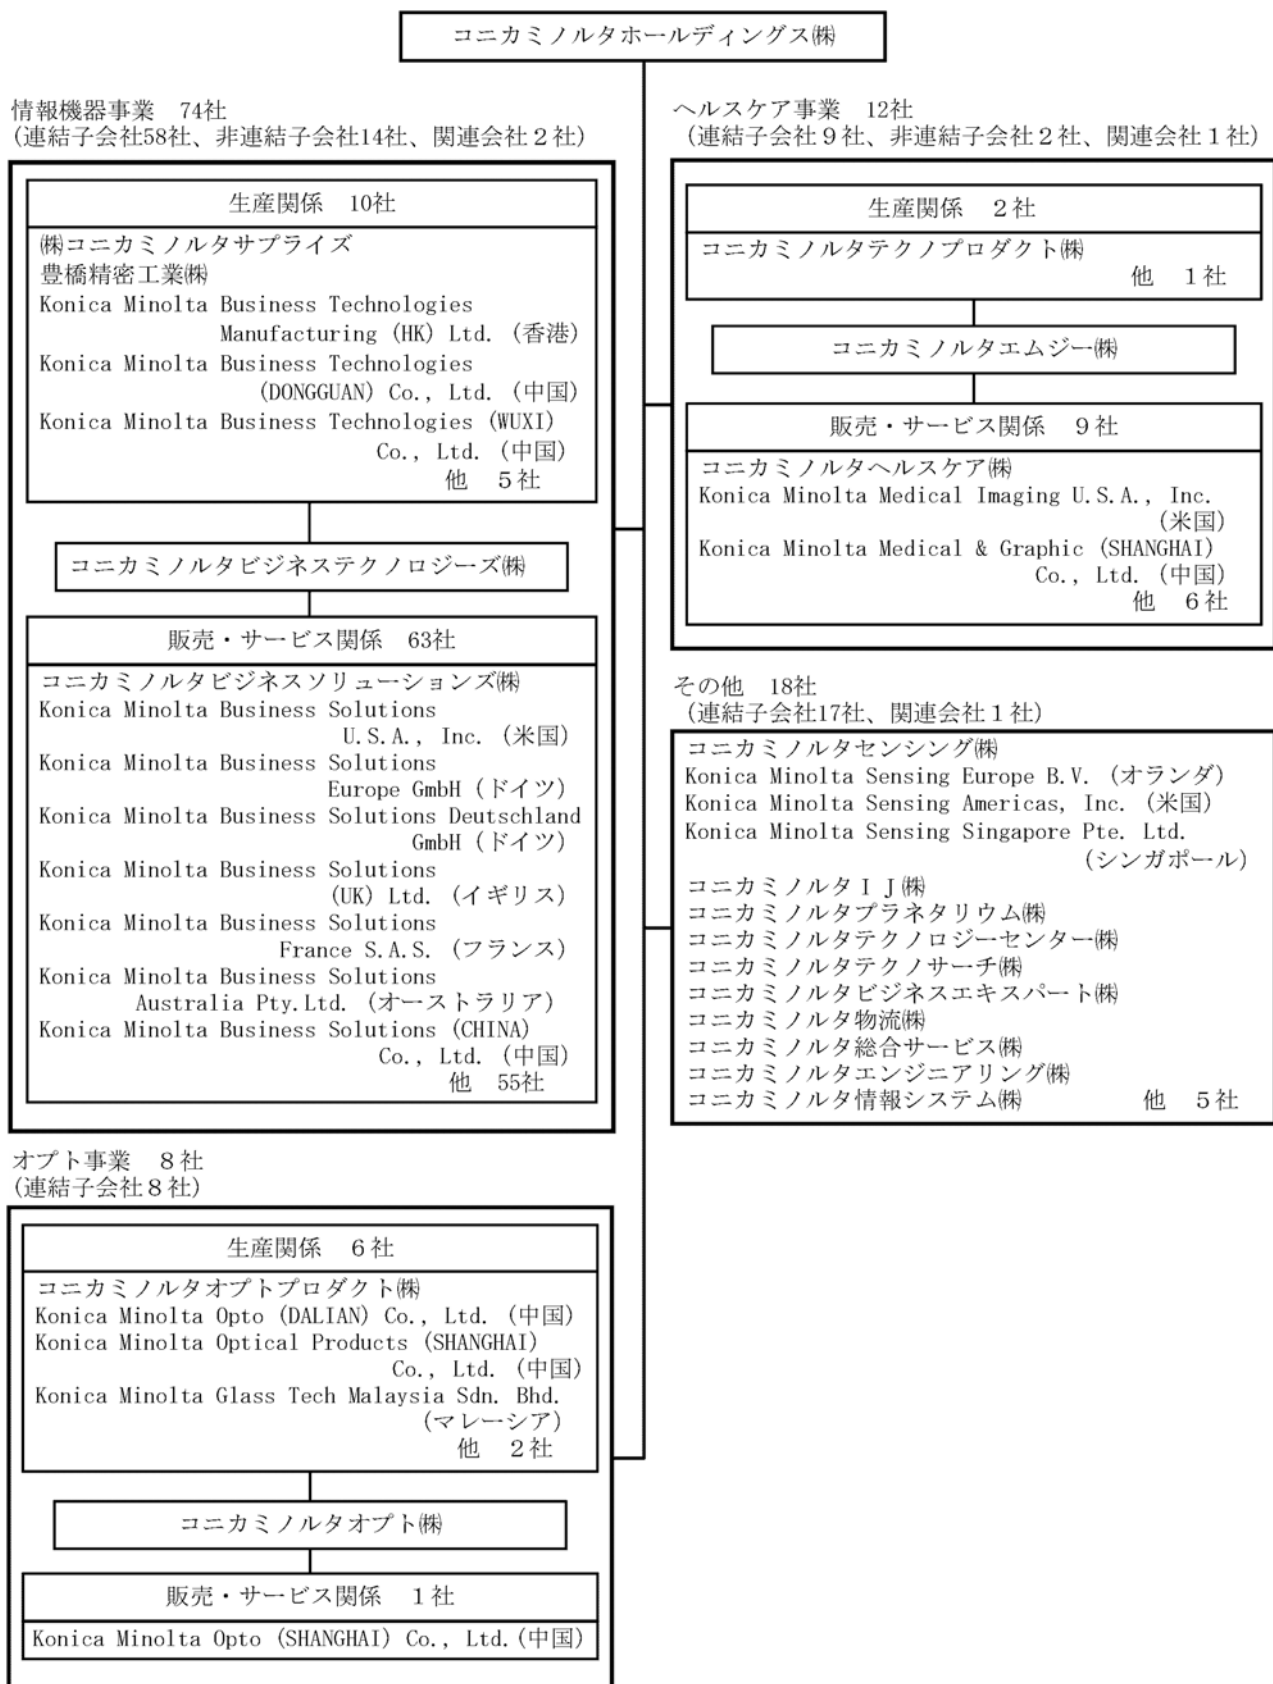 コニカミノルタホールディングス㈱
情報機器事業　74社
(連結子会社58社、非連結子会社14社、関連会社２社)
生産関係　10社
㈱コニカミノルタサプライズ
豊橋精密工業㈱
Konica Minolta Business Technologies
Manufacturing (HK) Ltd. (香港)
Konica Minolta Business Technologies
(DONGGUAN) Co., Ltd. (中国)
Konica Minolta Business Technologies (WUXI)
Co., Ltd. (中国)
他　５社
コニカミノルタビジネステクノロジーズ㈱
販売・サービス関係　63社
コニカミノルタビジネスソリューションズ㈱
Konica Minolta Business Solutions
U.S.A., Inc. (米国)
Konica Minolta Business Solutions
Europe GmbH (ドイツ)
Konica Minolta Business Solutions Deutschland
GmbH (ドイツ)
Konica Minolta Business Solutions
(UK) Ltd. (イギリス)
Konica Minolta Business Solutions
France S.A.S. (フランス)
Konica Minolta Business Solutions
Australia Pty.Ltd. (オーストラリア)
Konica Minolta Business Solutions (CHINA)
Co., Ltd. (中国)
他　55社
オプト事業　８社
(連結子会社８社)
生産関係　６社
コニカミノルタオプトプロダクト㈱
Konica Minolta Opto (DALIAN) Co., Ltd. (中国)
Konica Minolta Optical Products (SHANGHAI)
Co., Ltd. (中国)
Konica Minolta Glass Tech Malaysia Sdn. Bhd.
(マレーシア)
他　２社
コニカミノルタオプト㈱
販売・サービス関係　１社
Konica Minolta Opto (SHANGHAI) Co., Ltd.(中国)
ヘルスケア事業　12社
(連結子会社９社、非連結子会社２社、関連会社１社)
生産関係　２社
コニカミノルタテクノプロダクト㈱
他　１社
コニカミノルタエムジー㈱
販売・サービス関係　９社
コニカミノルタヘルスケア㈱
Konica Minolta Medical Imaging U.S.A., Inc.
(米国)
Konica Minolta Medical & Graphic (SHANGHAI)
Co., Ltd. (中国)
他　６社
その他　18社
(連結子会社17社、関連会社１社)
コニカミノルタセンシング㈱
Konica Minolta Sensing Europe B.V. (オランダ)
Konica Minolta Sensing Americas, Inc. (米国)
Konica Minolta Sensing Singapore Pte. Ltd.
(シンガポール)
コニカミノルタＩＪ㈱
コニカミノルタプラネタリウム㈱
コニカミノルタテクノロジーセンター㈱
コニカミノルタテクノサーチ㈱
コニカミノルタビジネスエキスパート㈱
コニカミノルタ物流㈱
コニカミノルタ総合サービス㈱
コニカミノルタエンジニアリング㈱
コニカミノルタ情報システム㈱　　　他　５社